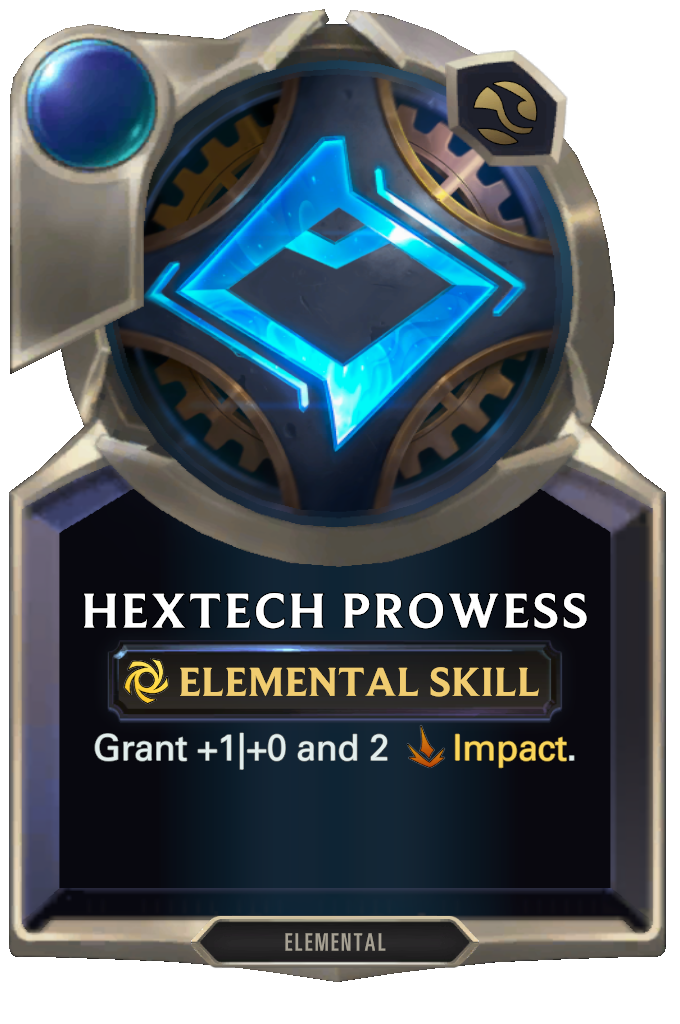 HEXTECH PROWESS
ELEMENTAL SKILL
Grant +1|+0 and 2 Impact.
ELEMENTAL